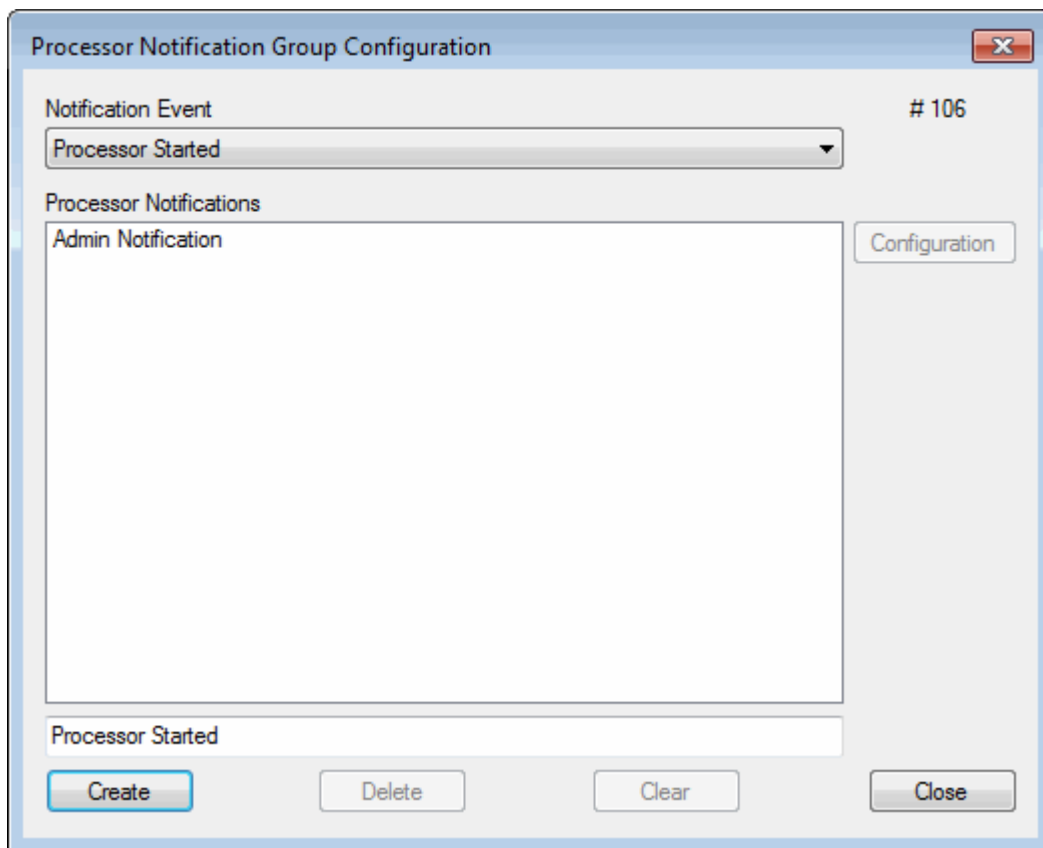 Processor Notification Group Configuration
Notification Event
# 106
Processor Started
Processor Notifications
Admin Notification
Configuration
Processor Started
Create
Delete
Clear
Close